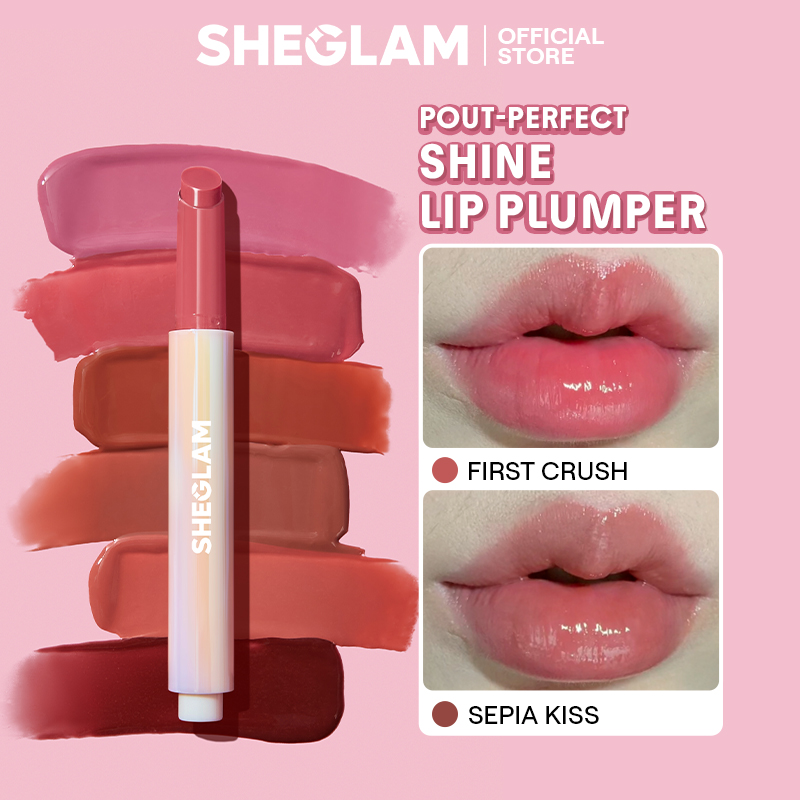 SHEGLAM
OFFICIAL
STORE
POUT-PERFECT
SHINE
LIP PLUMPER
SHEGLAM
FIRST CRUSH
SEPIA KISS